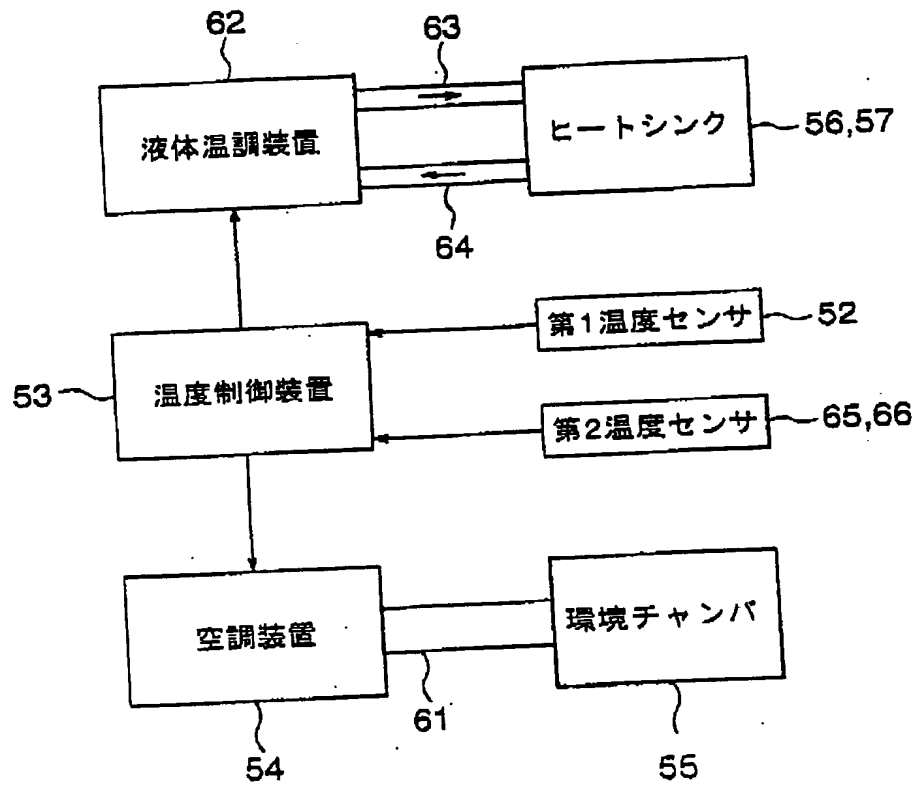 62
63
液体温調装置
ヒートシンク
56,57
64
第1温度センサ
52
53
温度制御装置
第2温度センサ
65,66
空調装置
環境チャンバ
61
54
55